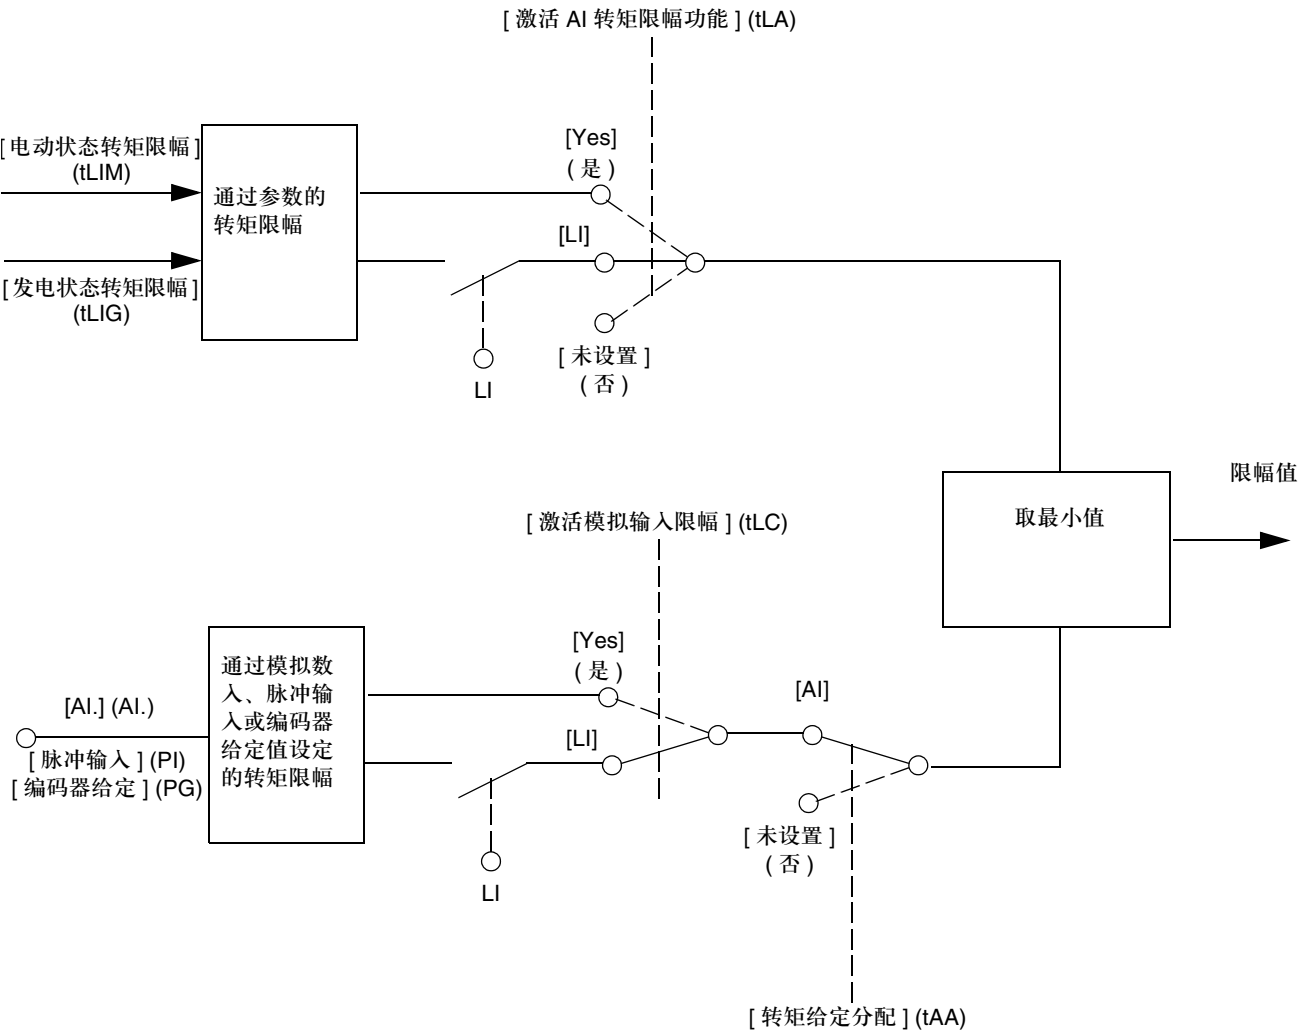 [ 激活 AI 转矩限幅功能 ] (tLA)
[Yes]
( 是 )
[ 电动状态转矩限幅 ]
(tLIM)
通过参数的
转矩限幅
[LI]
[ 发电状态转矩限幅 ]
(tLIG)
[ 未设置 ]
( 否 )
LI
限幅值
取最小值
[ 激活模拟输入限幅 ] (tLC)
[Yes]
( 是 )
通过模拟数
入、脉冲输
入或编码器
给定值设定
的转矩限幅
[AI]
[AI.] (AI.)
[LI]
[ 脉冲输入 ] (PI)
[ 编码器给定 ] (PG)
[ 未设置 ]
( 否 )
LI
[ 转矩给定分配 ] (tAA)